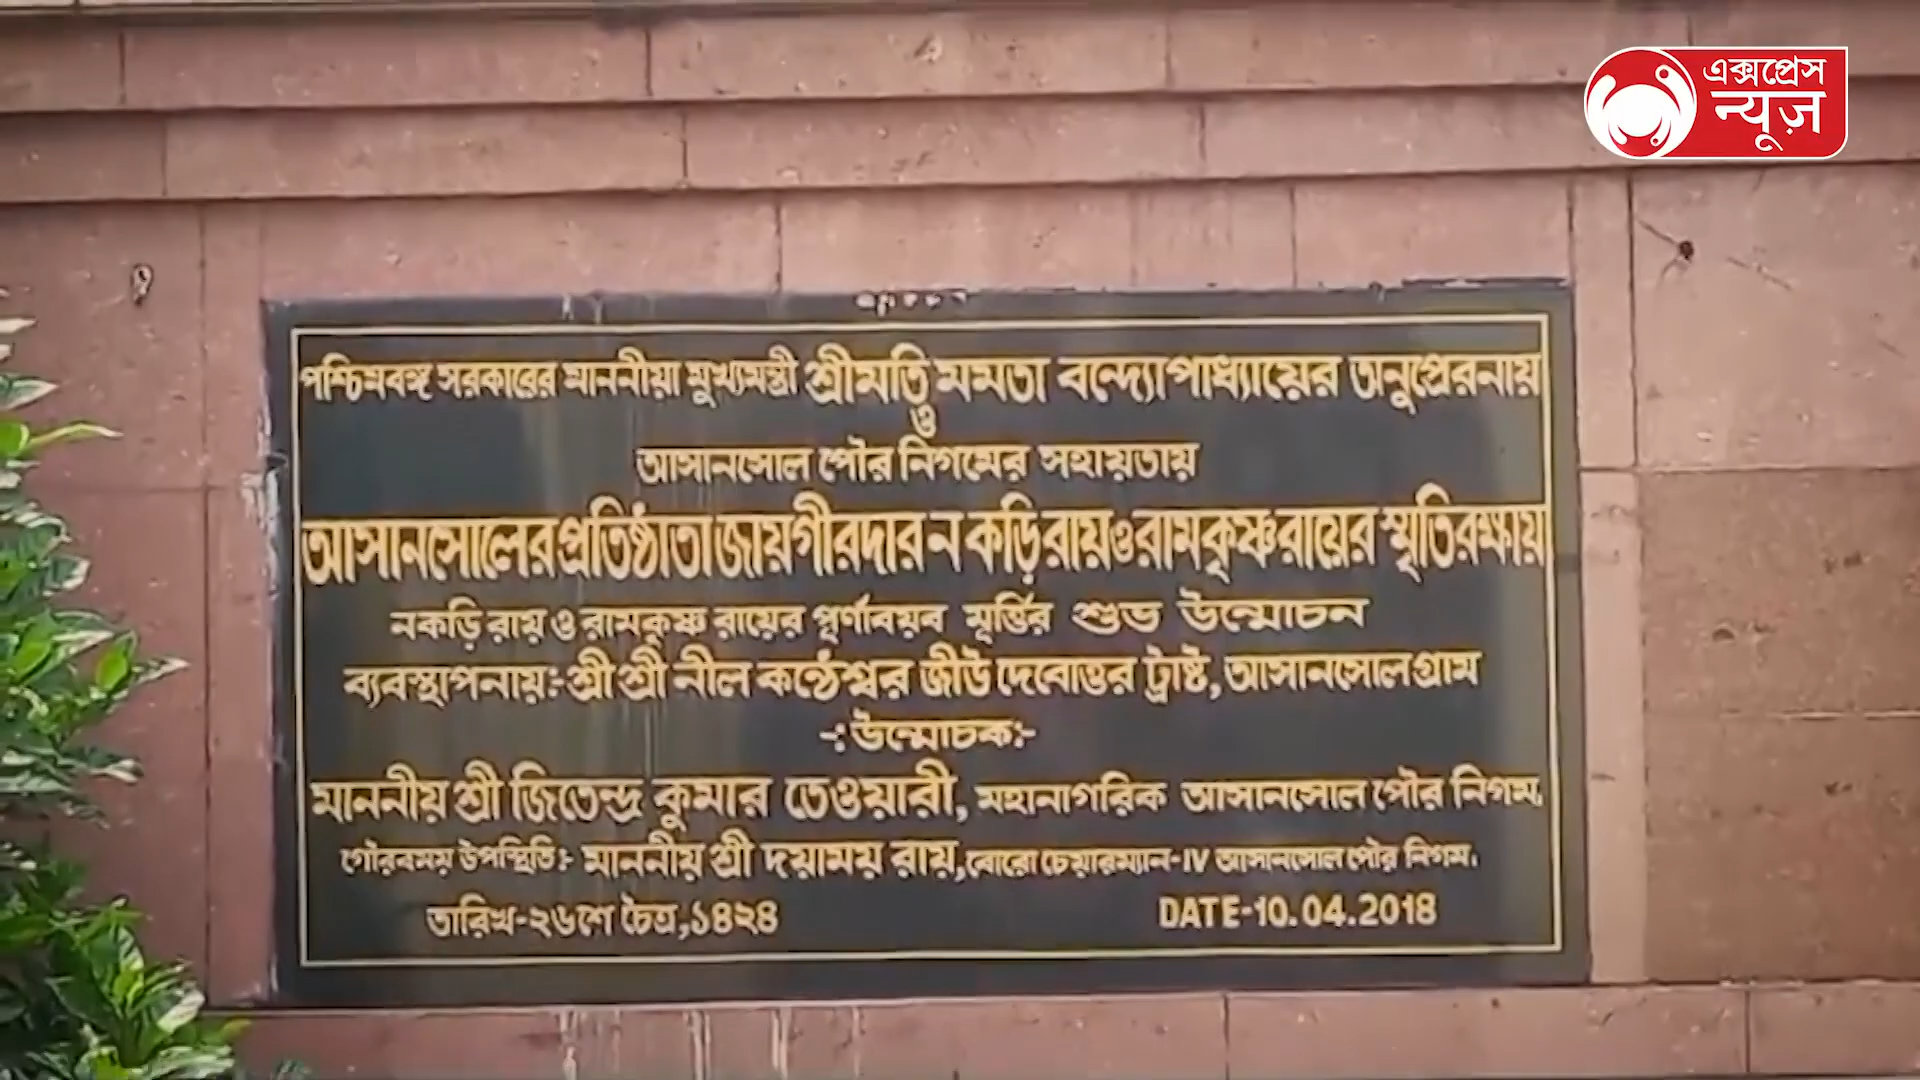 এক্সপ্রেস
ন্যূজ়
পশ্চিমবঙ্গ সরকারের মাননীয়া মুখ্যমন্ত্রী শ্রীমতি মমতা বন্দ্যোপাধ্যায়ের অনুপ্রেরনায়
ও
আসানসোল পৌর নিগমের সহায়তায়
আসানসোলের প্রতিষ্ঠাতা জায়গীরদার ন কড়ি রায় ও রামকৃষ্ণ রায়ের স্মৃতিরক্ষায়
নকড়ি রায় ও রামকৃষ্ণ রায়ের পূর্ণাবয়ব মূর্ত্তির শুভ উন্মোচন
ব্যবস্থাপনায়:- শ্রী শ্রী নীল কন্ঠেশ্বর জীউ দেবোত্তর ট্রাষ্ট, আসানসোল গ্রাম
-: উন্মোচক:-
মাননীয় শ্রী জিতেন্দ্র কুমার তেওয়ারী, মহানাগরিক আসানসোল পৌর নিগম.
গৌরবময় উপস্থিতি:- মাননীয় শ্রী দয়াময় রায়, বোরো চেয়ারম্যান-IV আসানসোল পৌর নিগম.
তারিখ-২৬শে চৈত্র, ১৪২৪ DATE-10.04.2018